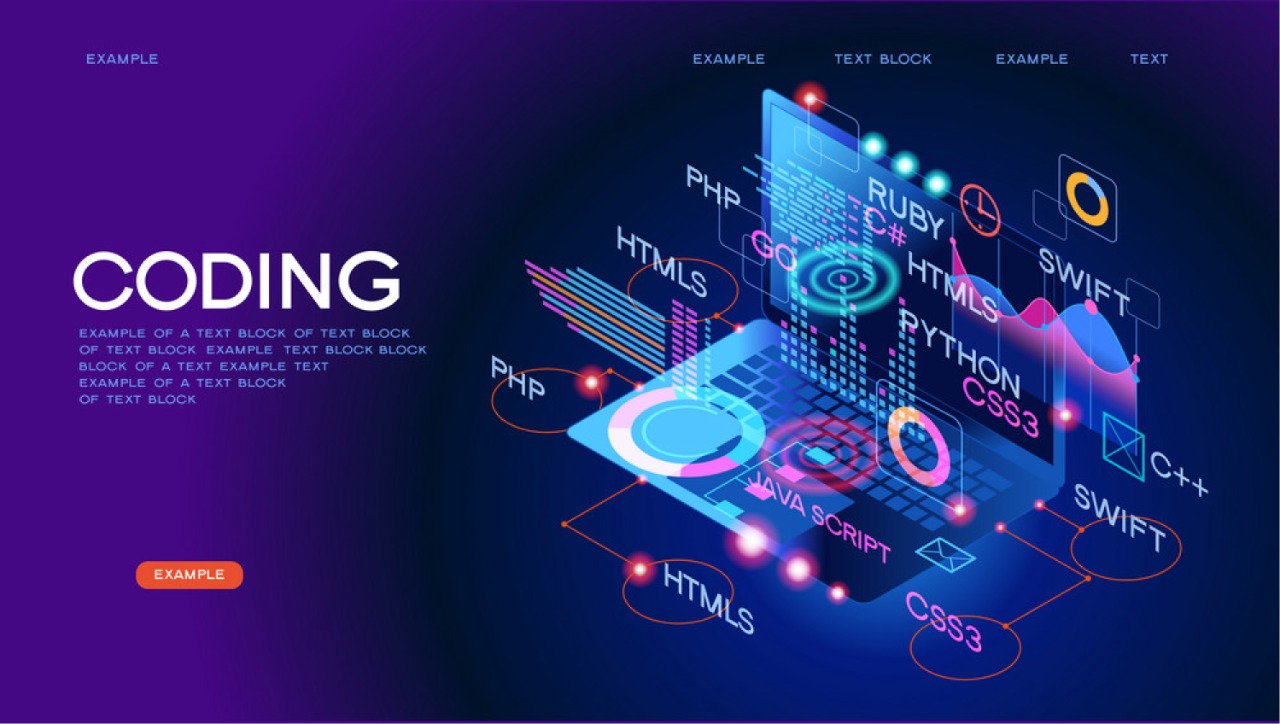 EXAMPLE
EXAMPLE
TEXT BLOCK
EXAMPLE
TEXT
CODING
EXAMPLE OF A TEXT BLOCK OF TEXT BLOCK
OF TEXT BLOCK EXAMPLE TEXT BLOCK BLOCK
BLOCK OF A TEXT EXAMPLE TEXT
EXAMPLE OF A TEXT BLOCK
OF TEXT BLOCK
EXAMPLE
PHP
RUBY
C#
GO
HTMLS
HTMLS
SWIFT
PYTHON
CSS3
PHP
C++
SWIFT
JAVA SCRIPT
HTMLS
CSS3